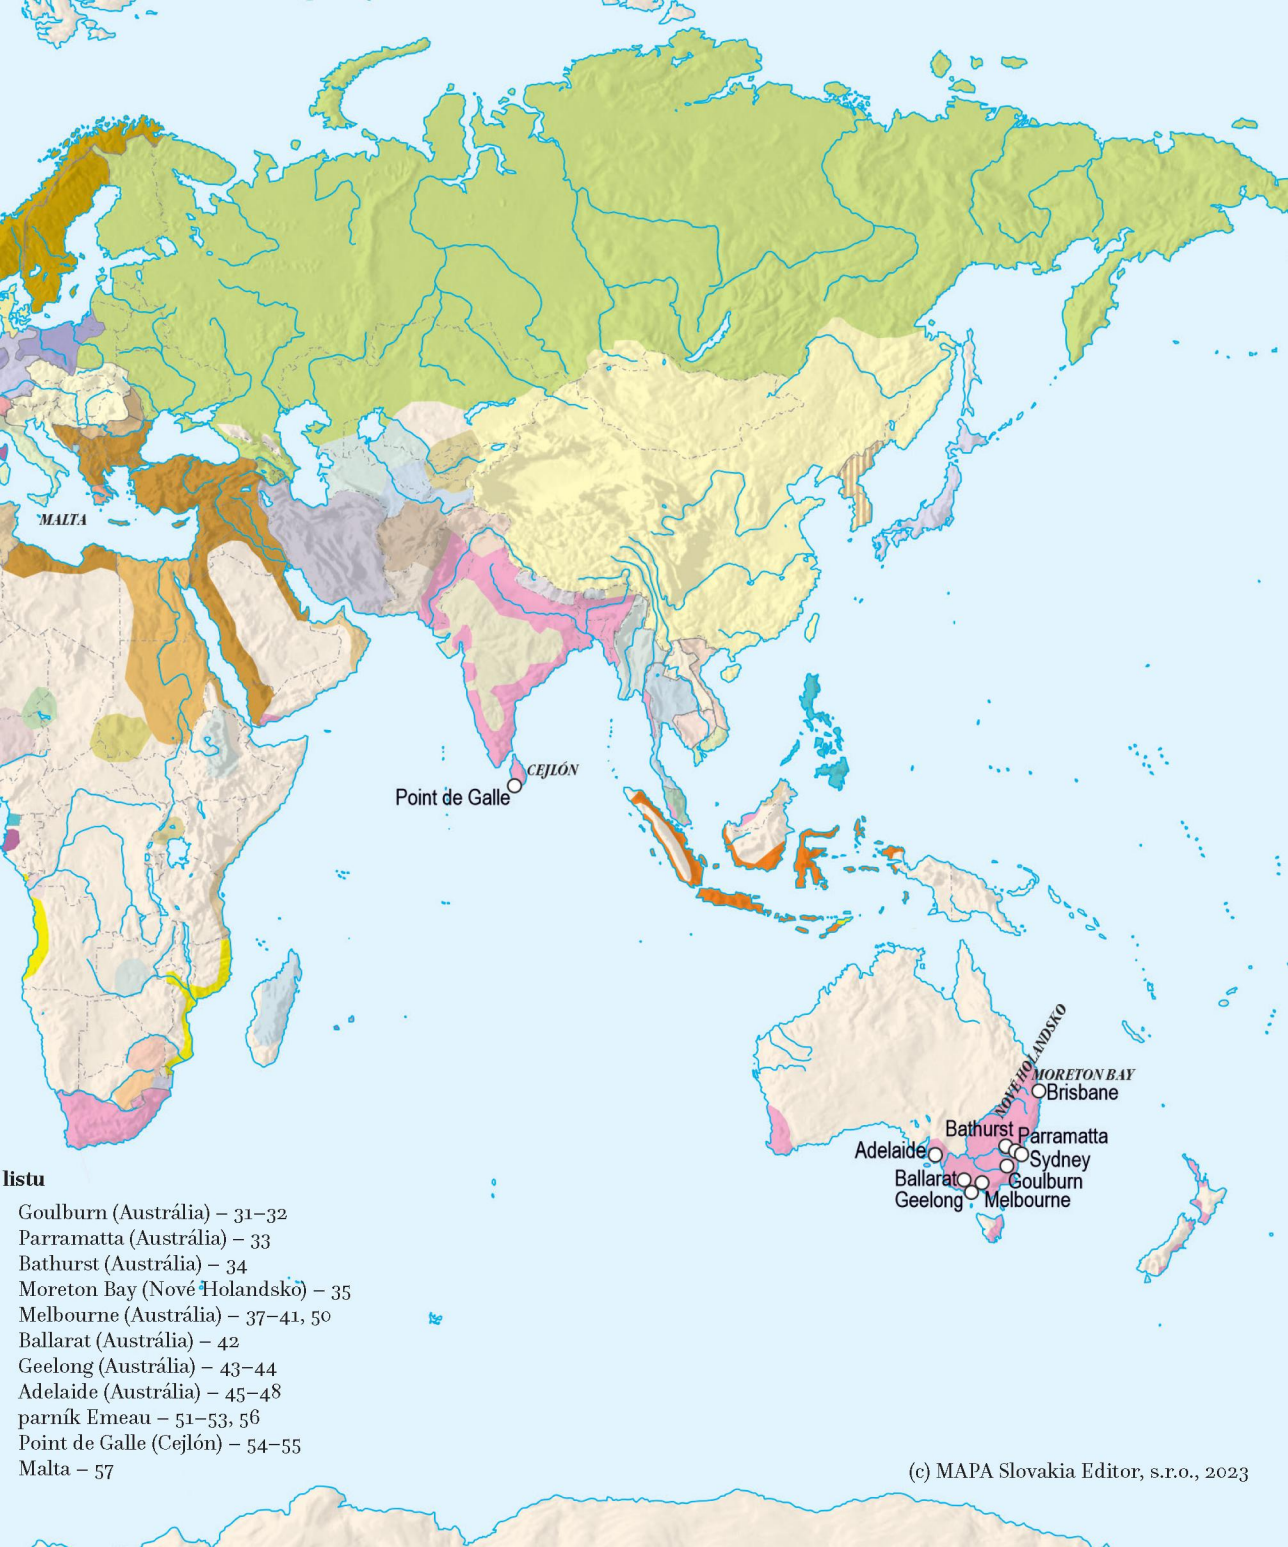 MALTA
CEJLÓN
Point de Galle
NOVÉ HOLANDSKO
MORETON BAY
Brisbane
Bathurst
Parramatta
Adelaide
Sydney
Ballarat
Goulburn
Geelong
Melbourne
listu
Goulburn (Austrália) – 31–32
Parramatta (Austrália) – 33
Bathurst (Austrália) – 34
Moreton Bay (Nové Holandsko) – 35
Melbourne (Austrália) – 37–41, 50
Ballarat (Austrália) – 42
Geelong (Austrália) – 43–44
Adelaide (Austrália) – 45–48
parník Emeau – 51–53, 56
Point de Galle (Cejlón) – 54–55
Malta – 57
(c) MAPA Slovakia Editor, s.r.o., 2023